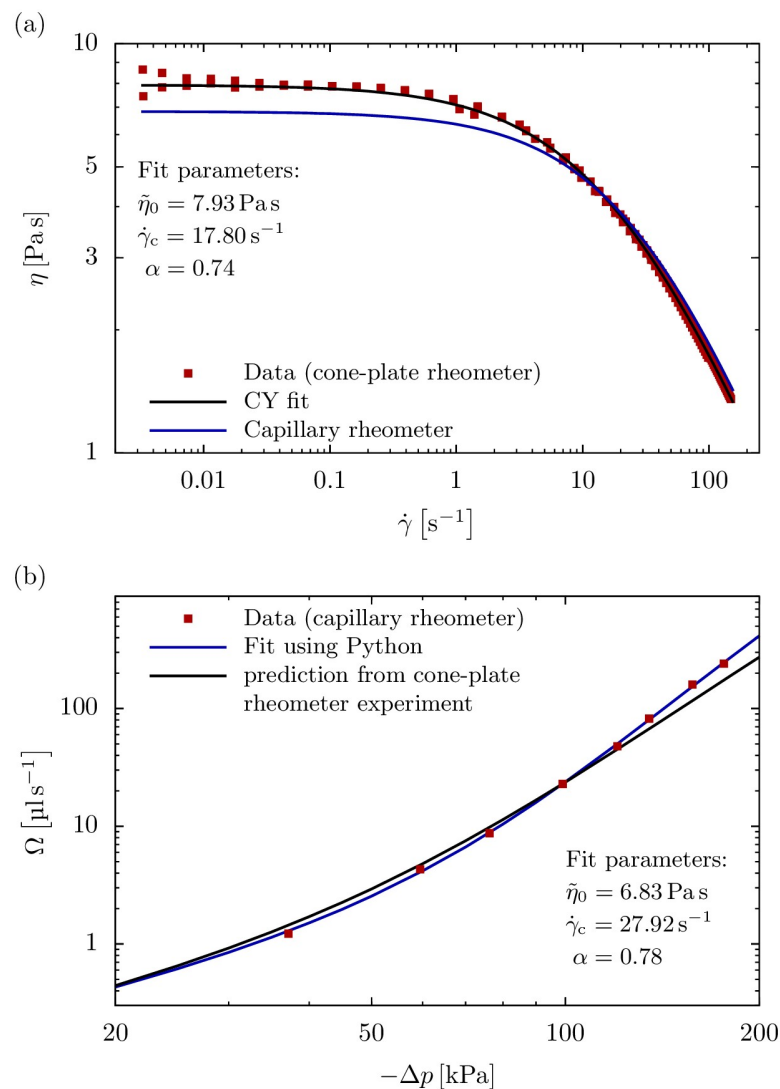 (a)
10
5
3
1
η [Pa s]
Fit parameters:
η̃₀ = 7.93 Pa s
γ̇c = 17.80 s⁻¹
α = 0.74
Data (cone-plate rheometer)
CY fit
Capillary rheometer
0.01 0.1 1 10 100
γ̇ [s⁻¹]
(b)
Data (capillary rheometer)
Fit using Python
prediction from cone-plate
rheometer experiment
100
10
1
Ω [µl s⁻¹]
Fit parameters:
η̃₀ = 6.83 Pa s
γ̇c = 27.92 s⁻¹
α = 0.78
20 50 100 200
−Δp [kPa]